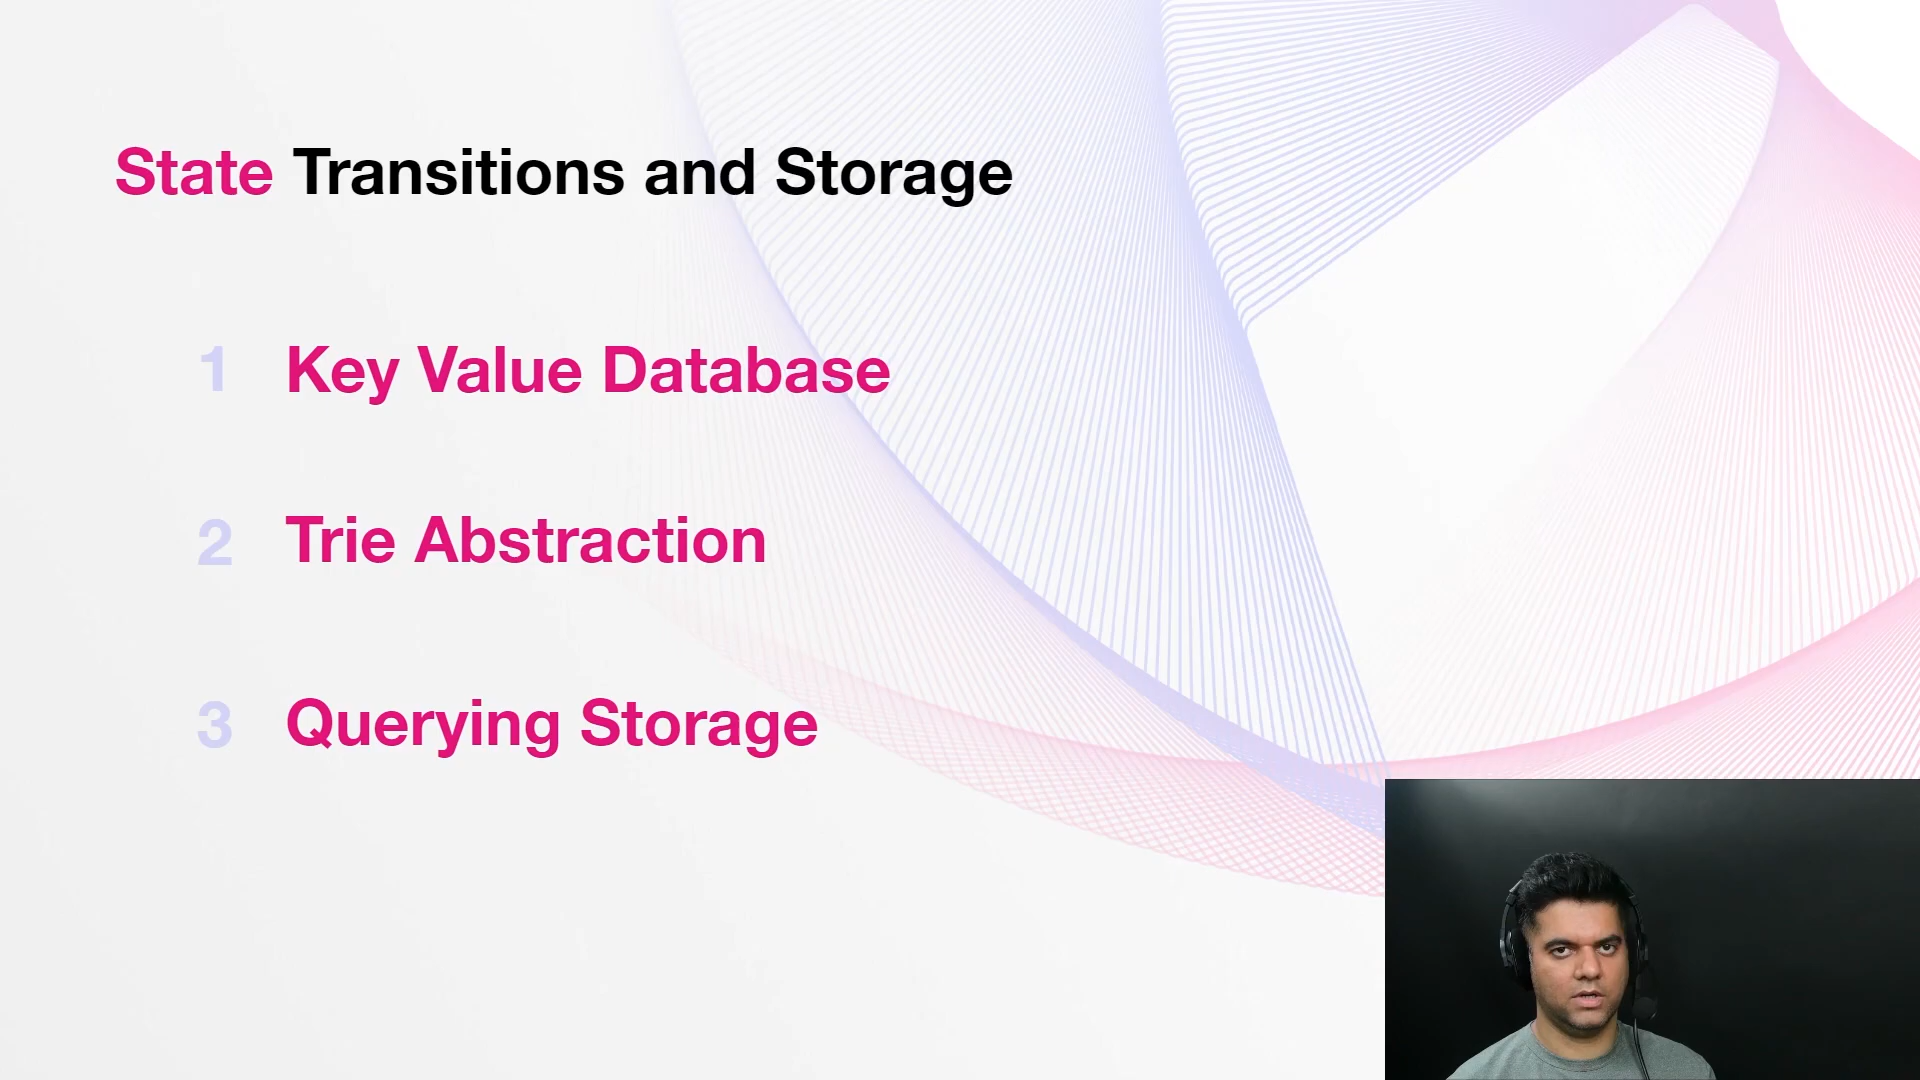 State Transitions and Storage
1 Key Value Database
2 Trie Abstraction
3 Querying Storage